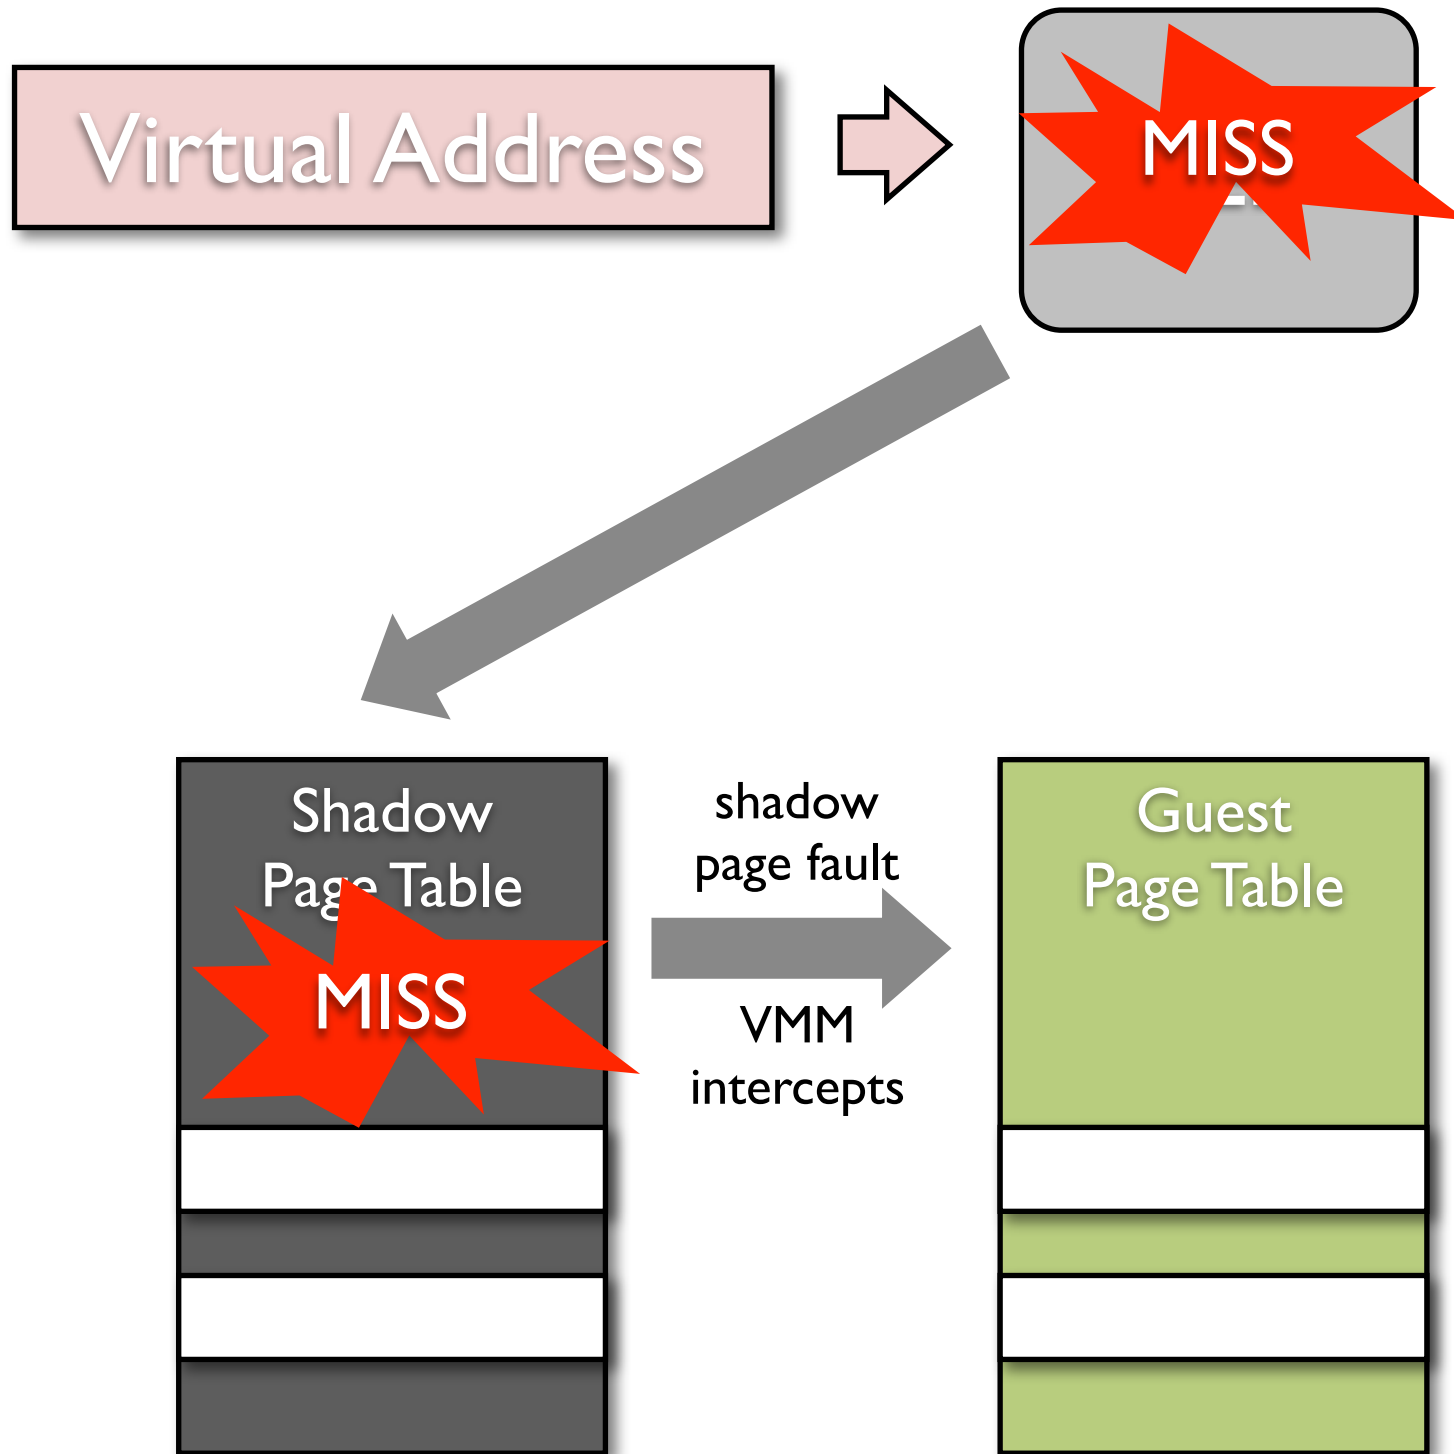 Virtual Address
MISS
Shadow
Page Table
MISS
shadow
page fault
VMM
intercepts
Guest
Page Table